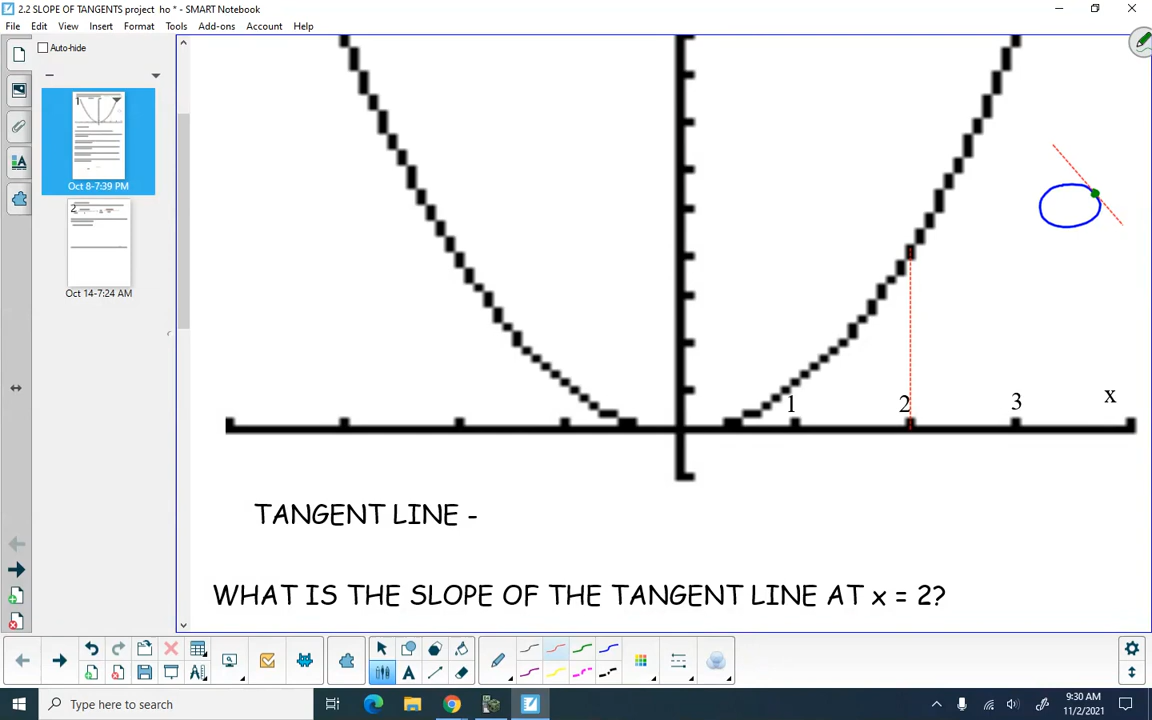 2.2 SLOPE OF TANGENTS project ho * - SMART Notebook
File Edit View Insert Format Tools Add-ons Account Help
Auto-hide
1
Oct 8-7:39 PM
2
Oct 14-7:24 AM
1 2 3 x
TANGENT LINE -
WHAT IS THE SLOPE OF THE TANGENT LINE AT x = 2?
Type here to search
9:30 AM
11/2/2021